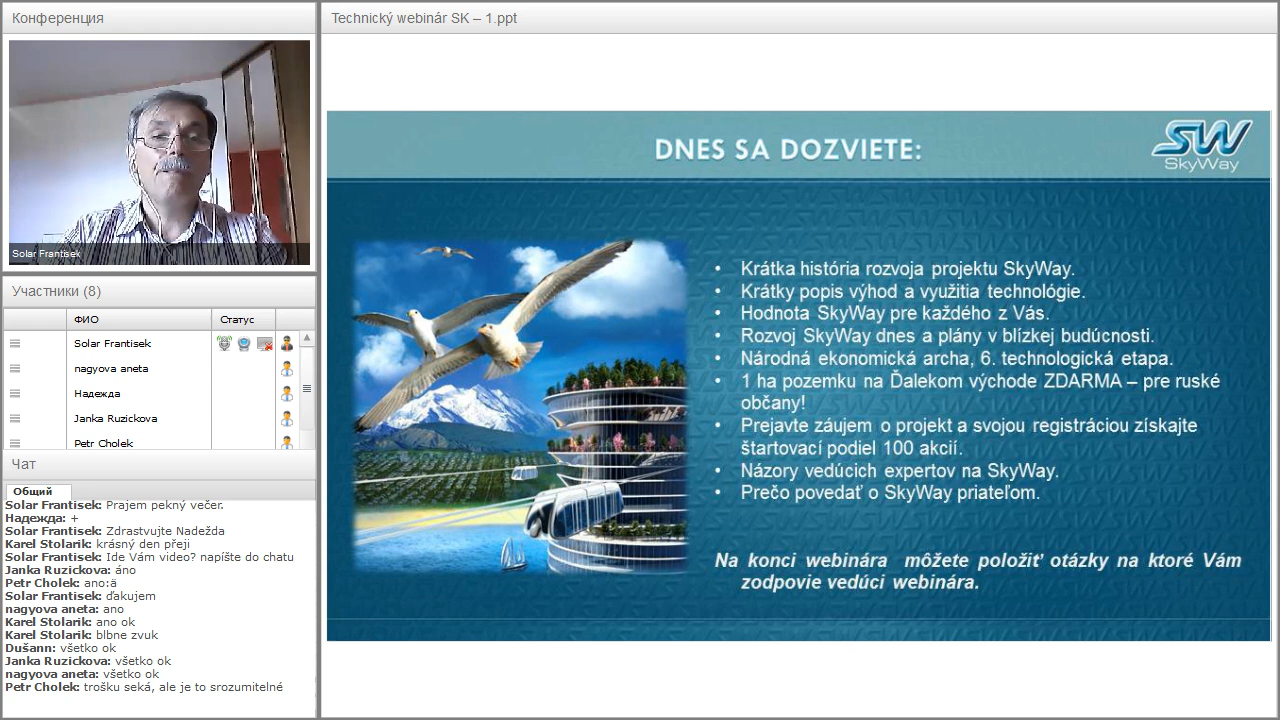 Конференция
Solar Frantisek
Участники (8)
ФИО
Статус
Solar Frantisek
nagyova aneta
Надежда
Janka Ruzickova
Petr Cholek
Чат
Общий
Solar Frantisek: Prajem pekný večer.
Надежда: +
Solar Frantisek: Zdrastvujte Nadežda
Karel Stolarik: krásný den přeji
Solar Frantisek: Ide Vám video? napíšte do chatu
Janka Ruzickova: áno
Petr Cholek: ano:ä
Solar Frantisek: ďakujem
nagyova aneta: ano
Karel Stolarik: ano ok
Karel Stolarik: blbne zvuk
Dušann: všetko ok
Janka Ruzickova: všetko ok
nagyova aneta: všetko ok
Petr Cholek: trošku seká, ale je to srozumitelné
Technický webinár SK – 1.ppt
DNES SA DOZVIETE:
SW
SkyWay
• Krátka história rozvoja projektu SkyWay.
• Krátky popis výhod a využitia technológie.
• Hodnota SkyWay pre každého z Vás.
• Rozvoj SkyWay dnes a plány v blízkej budúcnosti.
• Národná ekonomická archa, 6. technologická etapa.
• 1 ha pozemku na Ďalekom východe ZDARMA – pre ruské
občany!
• Prejavte záujem o projekt a svojou registráciou získajte
štartovací podiel 100 akcií.
• Názory vedúcich expertov na SkyWay.
• Prečo povedať o SkyWay priateľom.
Na konci webinára môžete položiť otázky na ktoré Vám
zodpovie vedúci webinára.